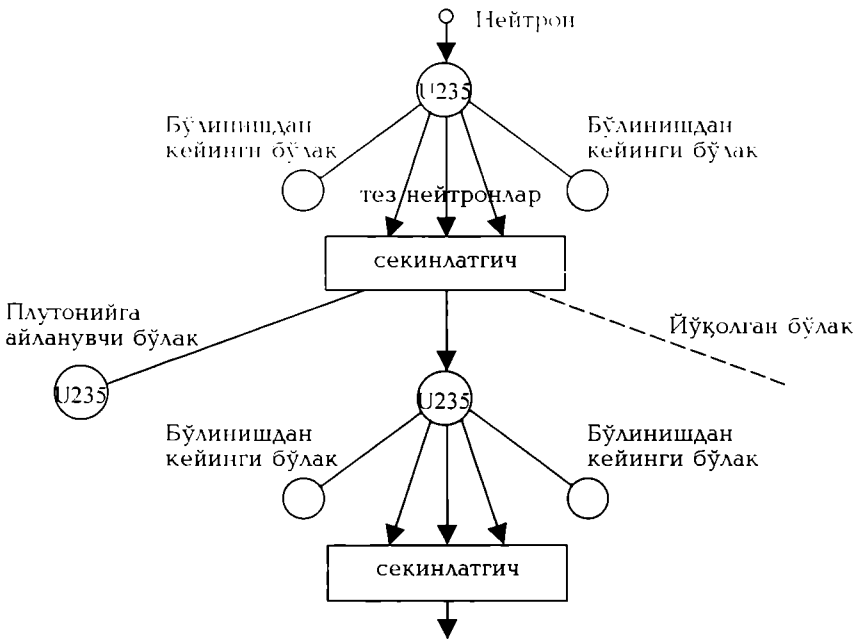 Нейтрон
U235
Бўлинишдан
кейинги бўлак
Бўлинишдан
кейинги бўлак
тез нейтронлар
секинлатгич
Плутонийга
айланувчи бўлак
Йўқолган бўлак
U235
U235
Бўлинишдан
кейинги бўлак
Бўлинишдан
кейинги бўлак
секинлатгич